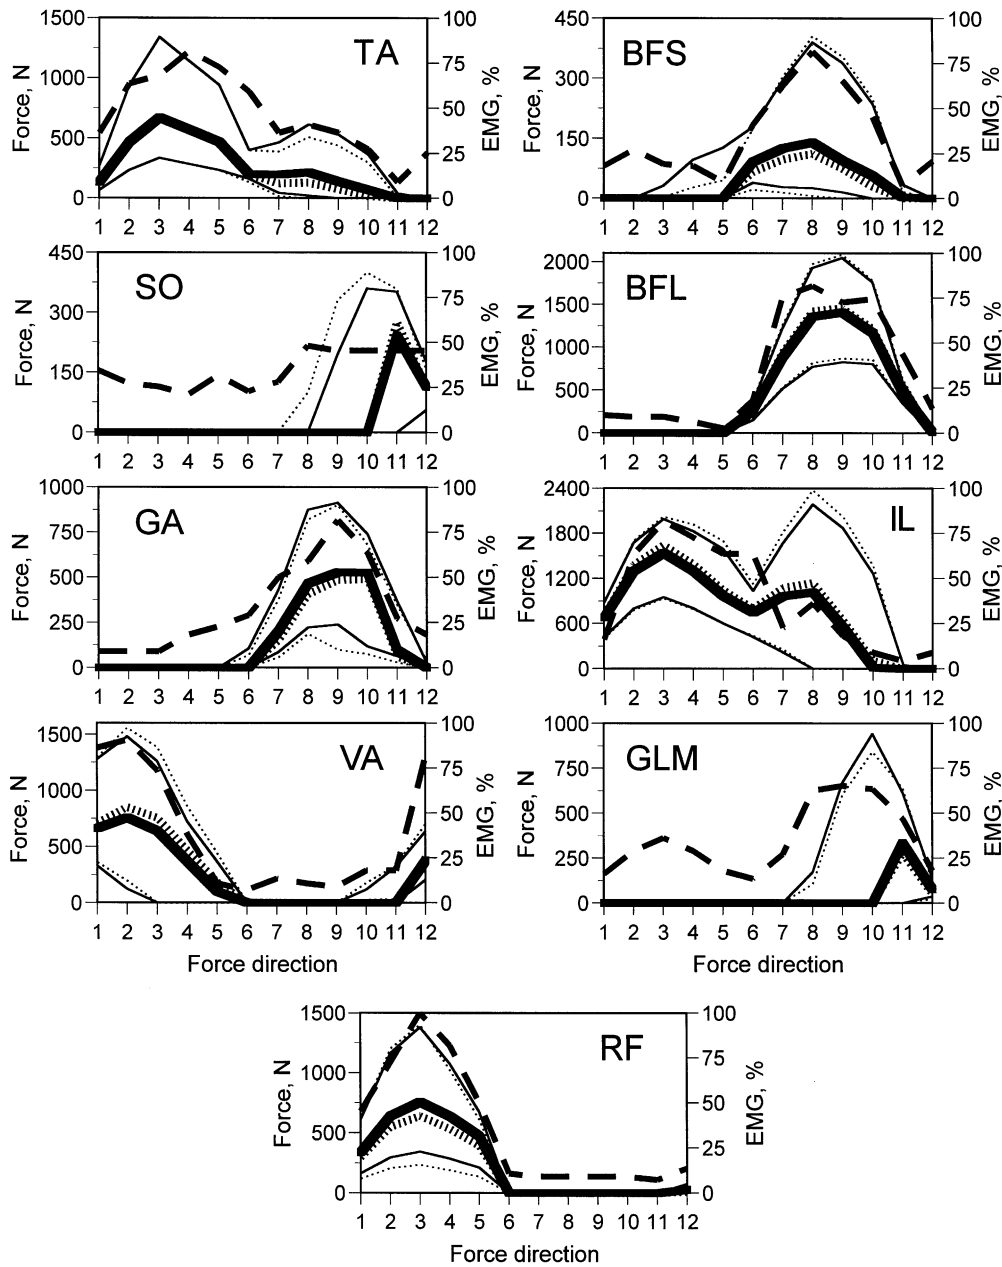 1500
1000
500
0
Force, N
TA
100
75
50
25
0
EMG, %
1 2 3 4 5 6 7 8 9 10 11 12
450
300
150
0
Force, N
BFS
100
75
50
25
0
EMG, %
1 2 3 4 5 6 7 8 9 10 11 12
450
300
150
0
Force, N
SO
100
75
50
25
0
EMG, %
1 2 3 4 5 6 7 8 9 10 11 12
2000
1500
1000
500
0
Force, N
BFL
100
75
50
25
0
EMG, %
1 2 3 4 5 6 7 8 9 10 11 12
1000
750
500
250
0
Force, N
GA
100
75
50
25
0
EMG, %
1 2 3 4 5 6 7 8 9 10 11 12
2400
1800
1200
600
0
Force, N
IL
100
75
50
25
0
EMG, %
1 2 3 4 5 6 7 8 9 10 11 12
1500
1000
500
0
Force, N
VA
100
75
50
25
0
EMG, %
1 2 3 4 5 6 7 8 9 10 11 12
Force direction
1000
750
500
250
0
Force, N
GLM
100
75
50
25
0
EMG, %
1 2 3 4 5 6 7 8 9 10 11 12
Force direction
1500
1000
500
0
Force, N
RF
100
75
50
25
0
EMG, %
1 2 3 4 5 6 7 8 9 10 11 12
Force direction